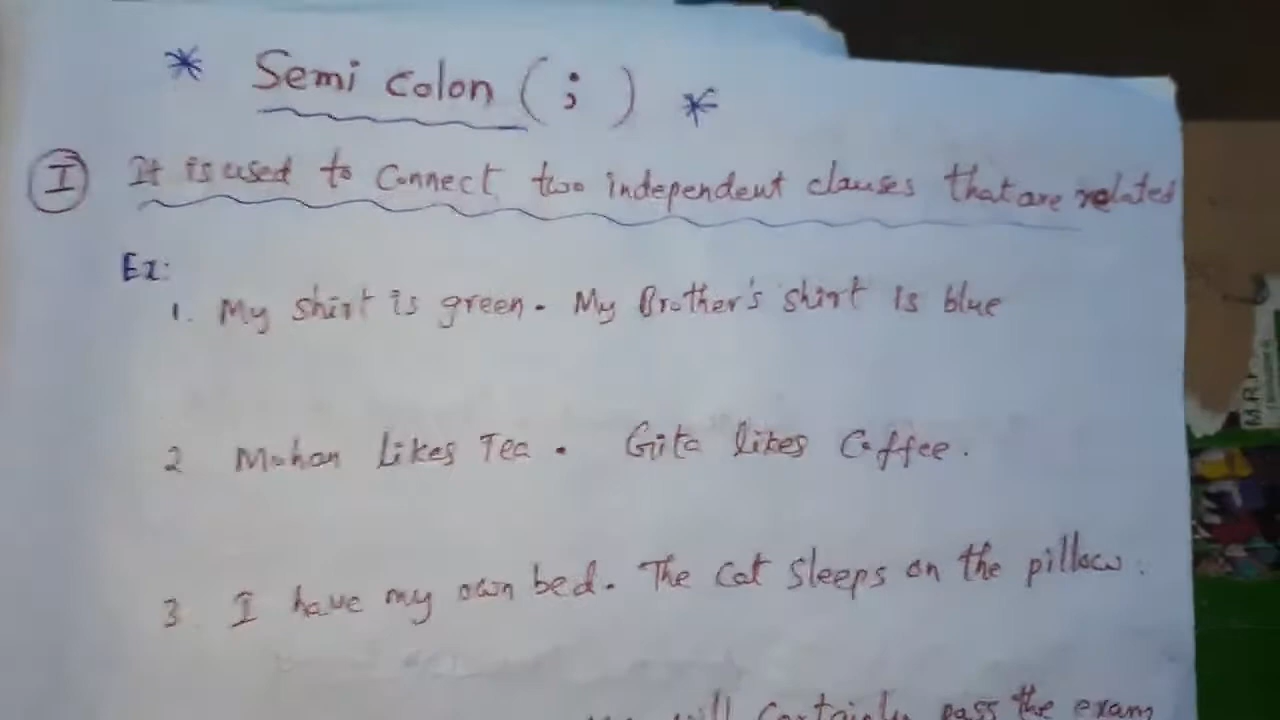 * Semi Colon ( ; ) *
I It is used to Connect two independent clauses that are related
Ex:
1. My shirt is green. My Brother's shirt is blue
2 Mohan Likes Tea. Gita likes Coffee.
3. I have my own bed. The Cat Sleeps on the pillow.
will Certainly pass the exam
M.R.P.